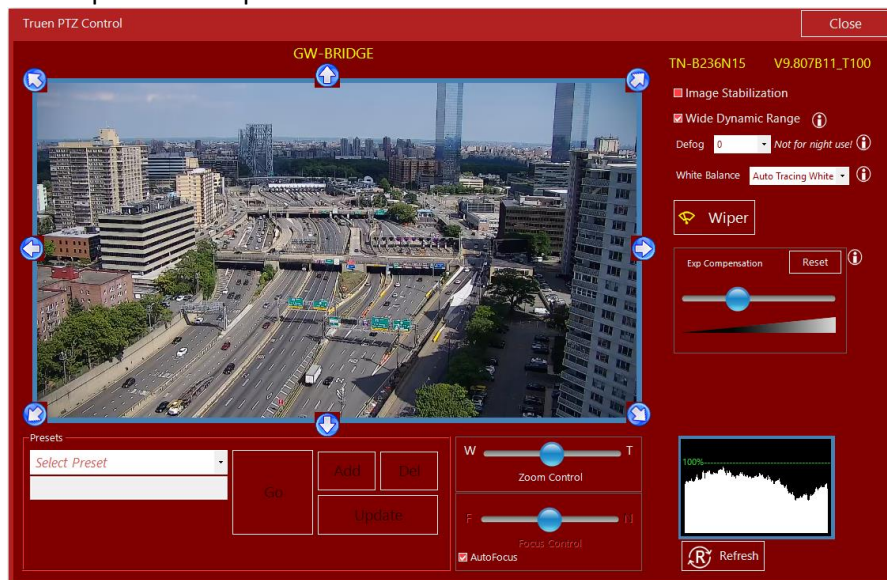 Truen PTZ Control
Close
GW-BRIDGE
TN-B236N15 V9.807B11_T100
Image Stabilization
Wide Dynamic Range
Defog 0 Not for night use!
White Balance Auto Tracing White
Wiper
Exp Compensation Reset
Presets
Select Preset
Go
Add Del
Update
W T
Zoom Control
F N
Focus Control
AutoFocus
100%
R Refresh